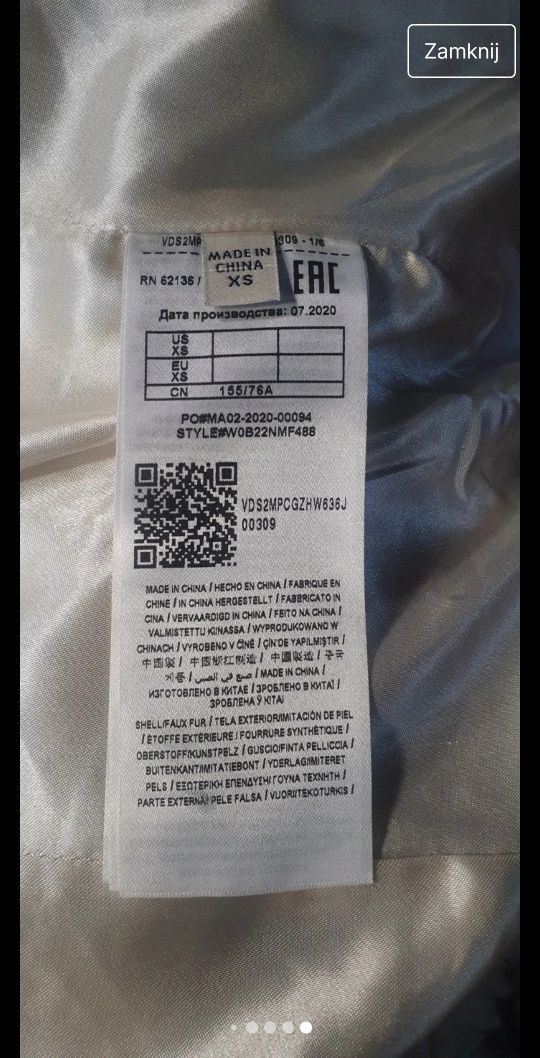 Zamknij
VDS2MP 309 - 1/6
MADE IN
CHINA
XS
RN 62136 /
EAC
Дата производства: 07.2020
US
XS
EU
XS
CN 155/76A
PO#MA02-2020-00094
STYLE#W0B22NMF488
VDS2MPCGZHW636J
00309
MADE IN CHINA / HECHO EN CHINA / FABRIQUE EN
CHINE / IN CHINA HERGESTELLT / FABBRICATO IN
CINA / VERVAARDIGD IN CHINA / FEITO NA CHINA /
VALMISTETTU KIINASSA / WYPRODUKOWANO W
CHINACH / VYROBENO V ČÍNĚ / ÇİN'DE YAPILMIŞTIR /
中国製 / 中国浙江制造 / 中國製造 / 중국
제품 / صنع في الصين / MADE IN CHINA /
ИЗГОТОВЛЕНО В КИТАЕ / ЗРОБЛЕНО В КИТАЇ /
ЗРОБЛЕНА Ў КІТАІ
SHELL/FAUX FUR / TELA EXTERIOR/IMITACIÓN DE PIEL
/ ÉTOFFE EXTÉRIEURE / FOURRURE SYNTHÉTIQUE /
OBERSTOFF/KUNSTPELZ / GUSCIO/FINTA PELLICCIA /
BUITENKANT/IMITATIEBONT / YDERLAG/IMITERET
PELS / ΕΞΩΤΕΡΙΚΗ ΕΠΕΝΔΥΣΗ/ΓΟΥΝΑ ΤΕΧΝΗΤΗ /
PARTE EXTERNA/ PELE FALSA / VUORI/TEKOTURKIS /